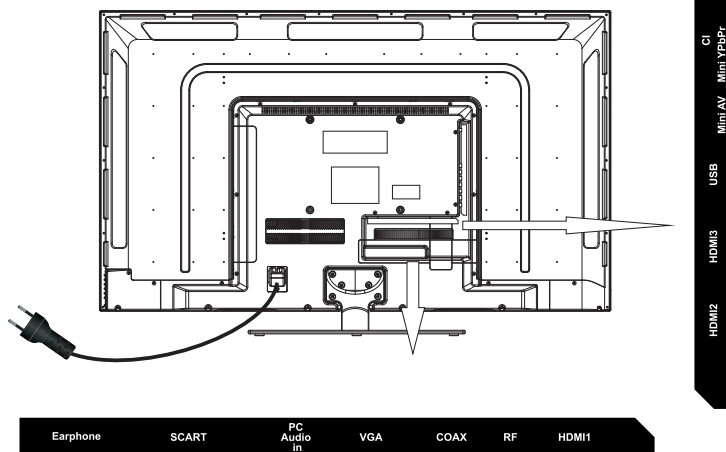 CI
Mini YPbPr
Mini AV
USB
HDMI3
HDMI2
Earphone
SCART
PC
Audio
in
VGA
COAX
RF
HDMI1